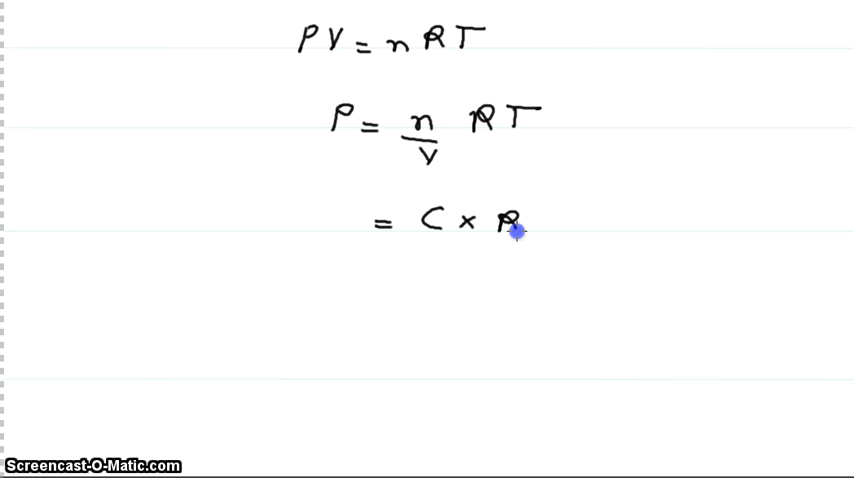 PV = nRT
P = n/V RT
= C × R
Screencast-O-Matic.com